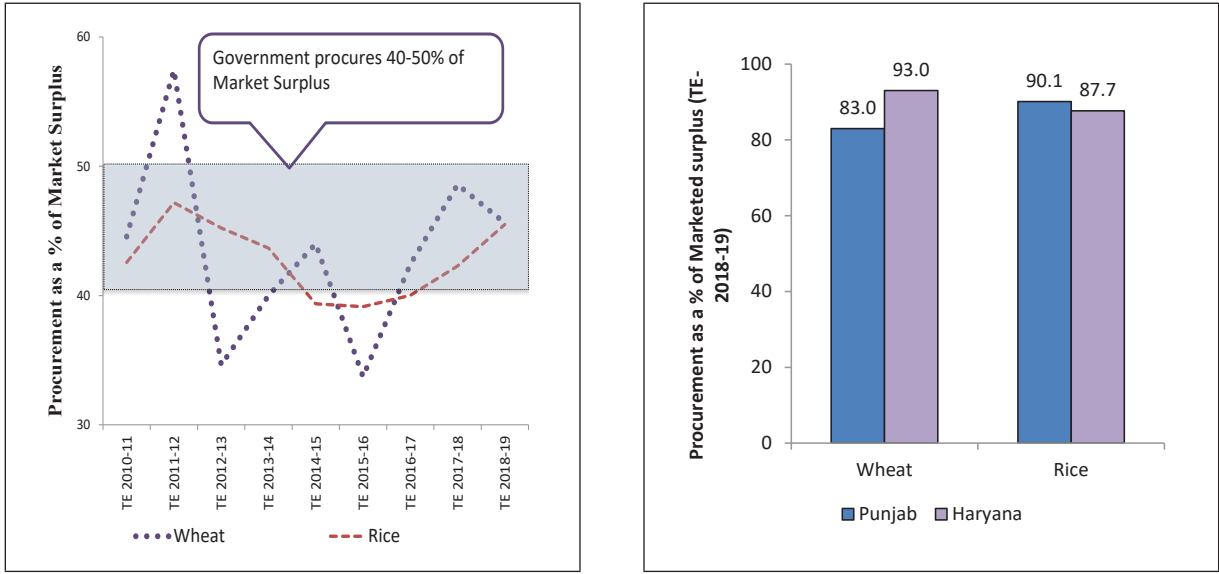 Procurement as a % of Market Surplus
60
50
40
30
Government procures 40-50% of
Market Surplus
TE 2010-11
TE 2011-12
TE 2012-13
TE 2013-14
TE 2014-15
TE 2015-16
TE 2016-17
TE 2017-18
TE 2018-19
Wheat
Rice
Procurement as a % of Marketed surplus (TE-
2018-19)
100
80
60
40
20
0
83.0
93.0
90.1
87.7
Wheat
Rice
Punjab
Haryana